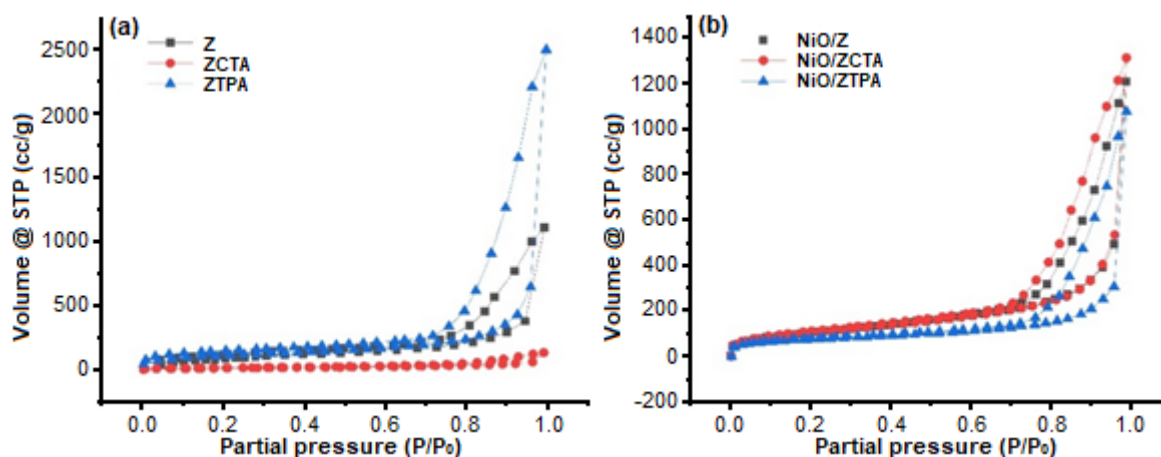 (a)
Z
ZCTA
ZTPA
2500
2000
1500
1000
500
0
Volume @ STP (cc/g)
0.0 0.2 0.4 0.6 0.8 1.0
Partial pressure (P/P₀)
(b)
NiO/Z
NiO/ZCTA
NiO/ZTPA
1400
1200
1000
800
600
400
200
0
-200
Volume @ STP (cc/g)
0.0 0.2 0.4 0.6 0.8 1.0
Partial pressure (P/P₀)